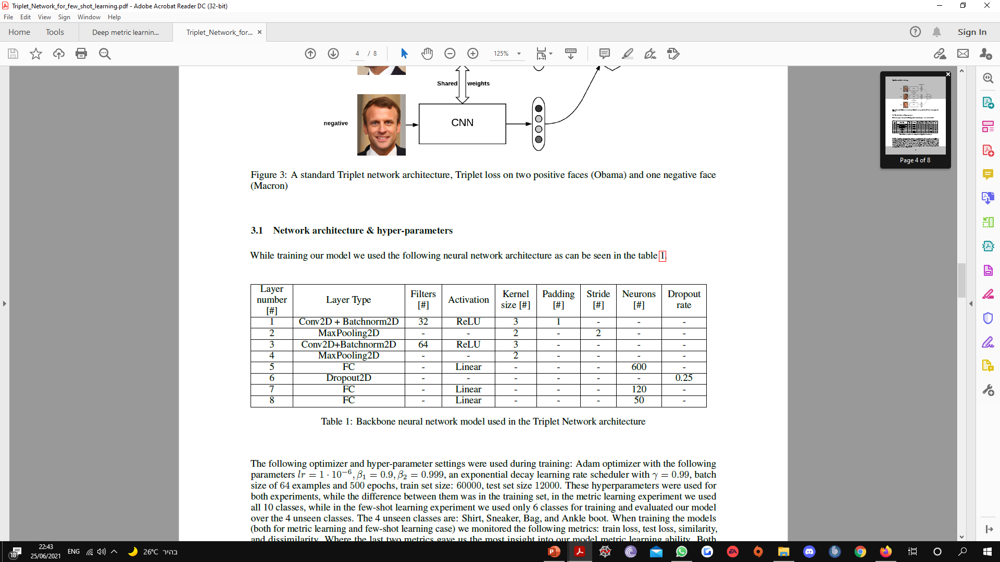 Triplet_Network_for_few_shot_learning.pdf - Adobe Acrobat Reader DC (32-bit)
File Edit View Sign Window Help
Home Tools Deep metric learnin... Triplet_Network_for... × Sign In
4 / 8 125%
Shared weights
negative CNN
Page 4 of 8
Figure 3: A standard Triplet network architecture, Triplet loss on two positive faces (Obama) and one negative face
(Macron)
3.1 Network architecture & hyper-parameters
While training our model we used the following neural network architecture as can be seen in the table 1.
Layer number [#] Layer Type Filters [#] Activation Kernel size [#] Padding [#] Stride [#] Neurons [#] Dropout rate
1 Conv2D + Batchnorm2D 32 ReLU 3 1 - - -
2 MaxPooling2D - - 2 - 2 - -
3 Conv2D+Batchnorm2D 64 ReLU 3 - - - -
4 MaxPooling2D - - 2 - - - -
5 FC - Linear - - - 600 -
6 Dropout2D - - - - - - 0.25
7 FC - Linear - - - 120 -
8 FC - Linear - - - 50 -
Table 1: Backbone neural network model used in the Triplet Network architecture
The following optimizer and hyper-parameter settings were used during training: Adam optimizer with the following
parameters lr = 1 · 10⁻⁶, β₁ = 0.9, β₂ = 0.999, an exponential decay learning rate scheduler with γ = 0.99, batch
size of 64 examples and 500 epochs, train set size: 60000, test set size 12000. These hyperparameters were used for
both experiments, while the difference between them was in the training set, in the metric learning experiment we used
all 10 classes, while in the few-shot learning experiment we used only 6 classes for training and evaluated our model
over the 4 unseen classes. The 4 unseen classes are: Shirt, Sneaker, Bag, and Ankle boot. When training the models
(both for metric learning and few-shot learning case) we monitored the following metrics: train loss, test loss, similarity,
and dissimilarity. Where the last two metrics gave us the most insight into our model metric learning ability. Both
18 22:43 ENG 26°C בהיר
25/06/2021